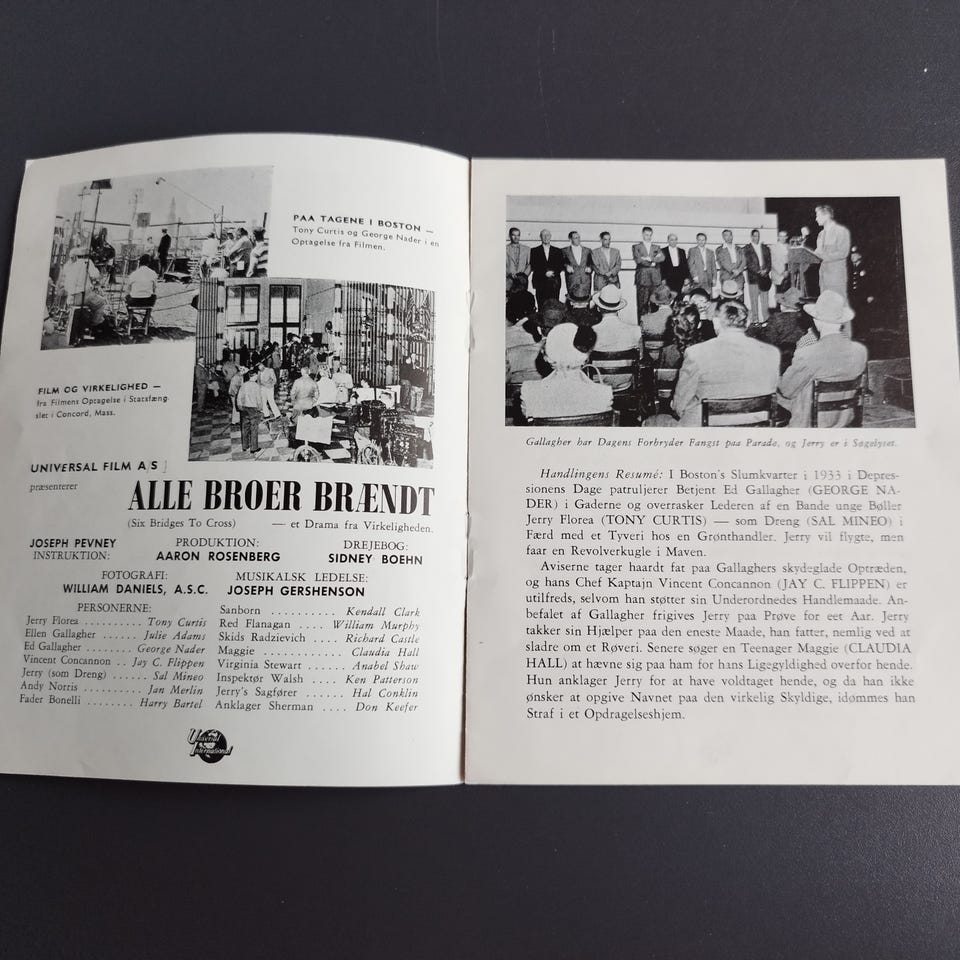 PAA TAGENE I BOSTON —
Tony Curtis og George Nader i en
Optagelse fra Filmen.
FILM OG VIRKELIGHED —
fra Filmens Optagelse i Statsfæng-
slet i Concord, Mass.
UNIVERSAL FILM A/S
præsenterer
ALLE BROER BRÆNDT
(Six Bridges To Cross) — et Drama fra Virkeligheden.
JOSEPH PEVNEY PRODUKTION: DREJEBOG:
INSTRUKTION: AARON ROSENBERG SIDNEY BOEHN
FOTOGRAFI: MUSIKALSK LEDELSE:
WILLIAM DANIELS, A.S.C. JOSEPH GERSHENSON
PERSONERNE:
Jerry Florea .......... Tony Curtis
Ellen Gallagher ...... Julie Adams
Ed Gallagher ....... George Nader
Vincent Concannon .. Jay C. Flippen
Jerry (som Dreng) ..... Sal Mineo
Andy Norris .......... Jan Merlin
Fader Bonelli ........ Harry Bartel
Sanborn ............ Kendall Clark
Red Flanagan ..... William Murphy
Skids Radzievich ... Richard Castle
Maggie ............. Claudia Hall
Virginia Stewart ..... Anabel Shaw
Inspektør Walsh .... Ken Patterson
Jerry's Sagfører ...... Hal Conklin
Anklager Sherman .... Don Keefer
Universal
International
Gallagher har Dagens Forbryder Fangst paa Parade, og Jerry er i Søgelyset.
Handlingens Resumé: I Boston's Slumkvarter i 1933 i Depres-
sionens Dage patruljerer Betjent Ed Gallagher (GEORGE NA-
DER) i Gaderne og overrasker Lederen af en Bande unge Bøller
Jerry Florea (TONY CURTIS) — som Dreng (SAL MINEO) i
Færd med et Tyveri hos en Grønthandler. Jerry vil flygte, men
faar en Revolverkugle i Maven.
Aviserne tager haardt fat paa Gallaghers skydeglade Optræden,
og hans Chef Kaptajn Vincent Concannon (JAY C. FLIPPEN) er
utilfreds, selvom han støtter sin Underordnedes Handlemaade. An-
befalet af Gallagher frigives Jerry paa Prøve for eet Aar. Jerry
takker sin Hjælper paa den eneste Maade, han fatter, nemlig ved at
sladre om et Røveri. Senere søger en Teenager Maggie (CLAUDIA
HALL) at hævne sig paa ham for hans Ligegyldighed overfor hende.
Hun anklager Jerry for at have voldtaget hende, og da han ikke
ønsker at opgive Navnet paa den virkelig Skyldige, idømmes han
Straf i et Opdragelseshjem.